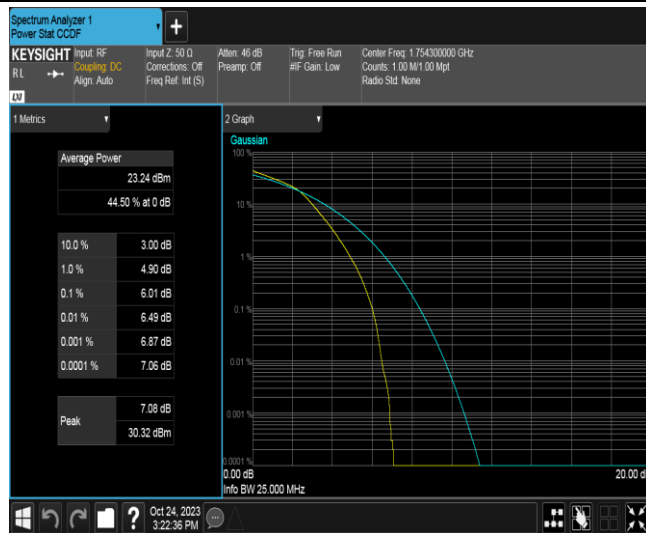 Spectrum Analyzer 1
Power Stat CCDF
KEYSIGHT
RL
LXI
Input: RF
Coupling: DC
Align: Auto
Input Z: 50 Ω
Corrections: Off
Freq Ref: Int (S)
Atten: 46 dB
Preamp: Off
Trig: Free Run
#IF Gain: Low
Center Freq: 1.754300000 GHz
Counts: 1.00 M/1.00 Mpt
Radio Std: None
1 Metrics
Average Power
23.24 dBm
44.50 % at 0 dB
10.0 % 3.00 dB
1.0 % 4.90 dB
0.1 % 6.01 dB
0.01 % 6.49 dB
0.001 % 6.87 dB
0.0001 % 7.06 dB
Peak
7.08 dB
30.32 dBm
2 Graph
Gaussian
100 %
10 %
1 %
0.1 %
0.01 %
0.001 %
0.0001 %
0.00 dB 20.00 d
Info BW 25.000 MHz
?
Oct 24, 2023
3:22:36 PM